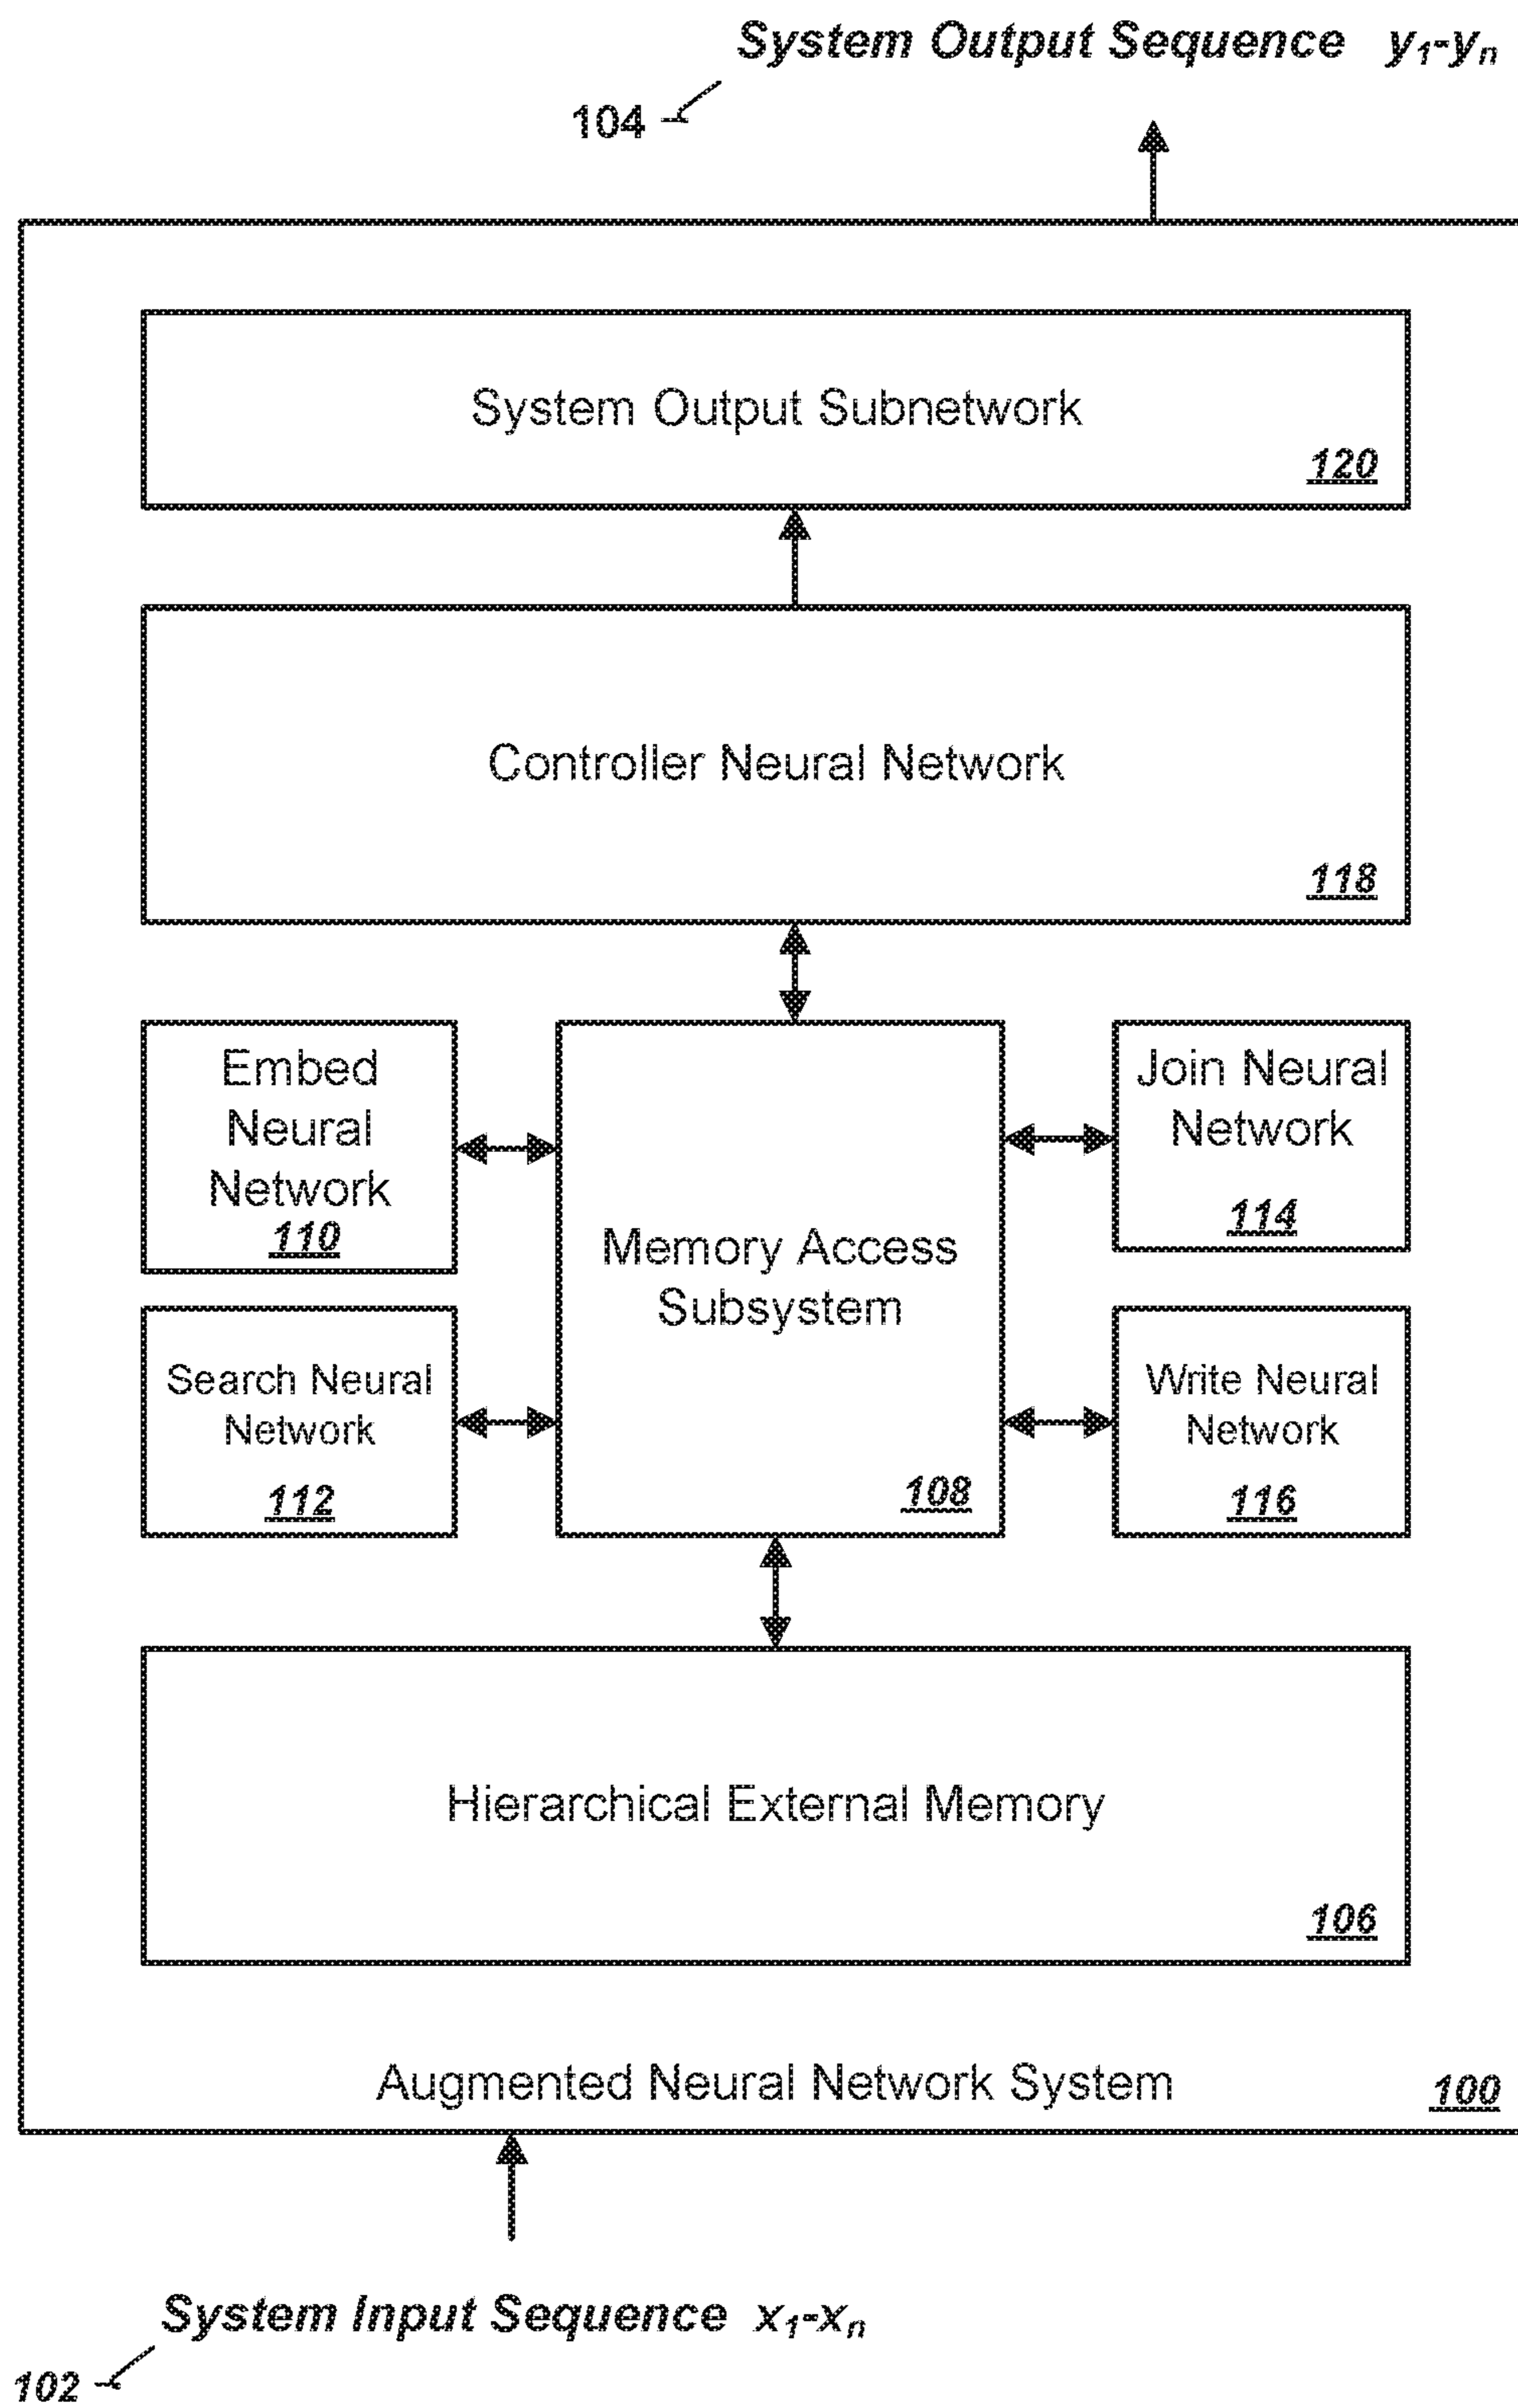 System Output Sequence y1-yn
104
System Output Subnetwork
120
Controller Neural Network
118
Embed
Neural
Network
110
Join Neural
Network
114
Memory Access
Subsystem
108
Search Neural
Network
112
Write Neural
Network
116
Hierarchical External Memory
106
Augmented Neural Network System
100
System Input Sequence x1-xn
102